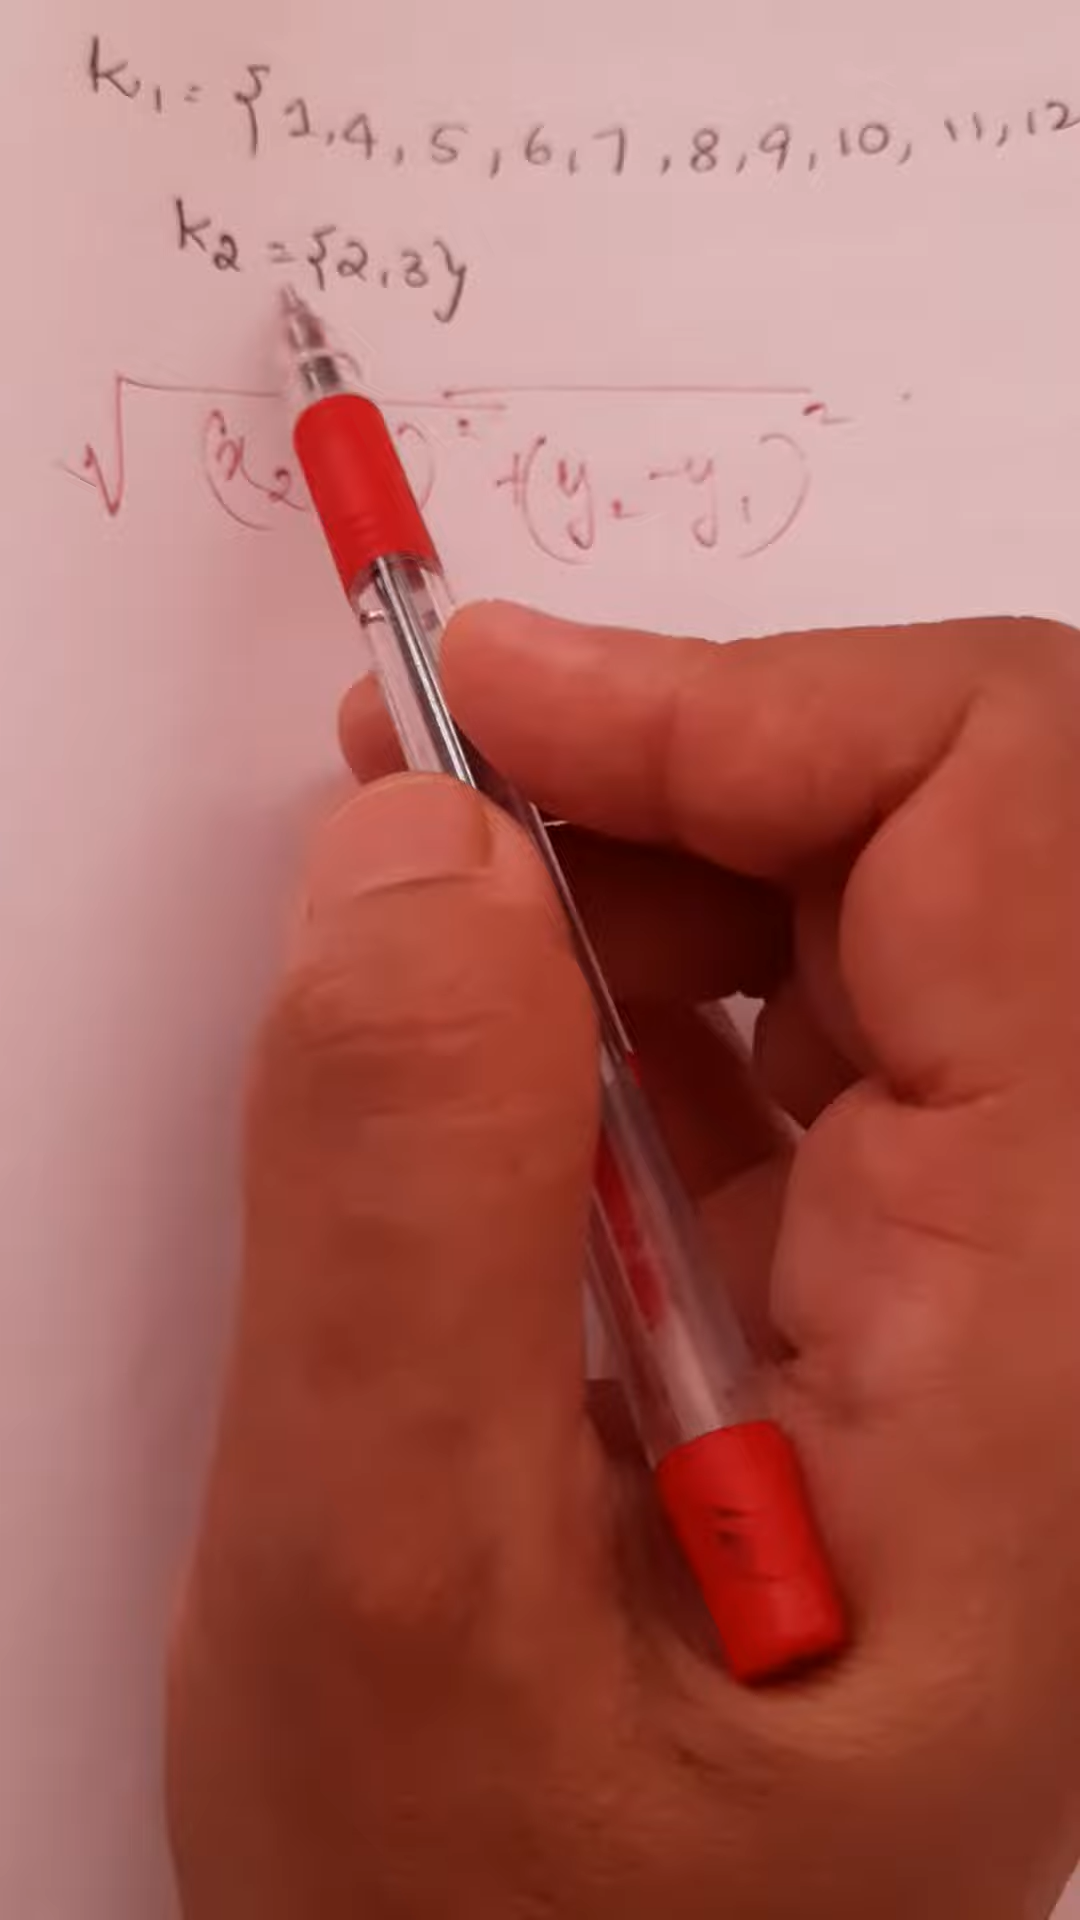 k₁ = {1,4, 5, 6,7, 8,9,10, 11,12
k₂ = {2,3}
√(x₂ )² + (y₂ - y₁)²